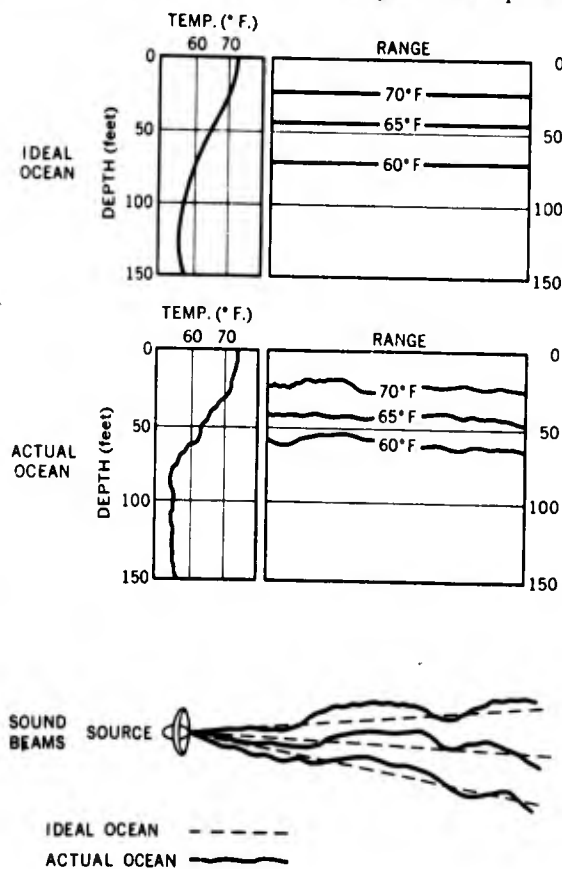 TEMP. (° F.)
60 70
RANGE
0 0
70°F
65°F
50 50
60°F
IDEAL
OCEAN
DEPTH (feet)
100 100
150 150
TEMP. (° F.)
60 70
RANGE
0 0
70°F
65°F
50 50
60°F
ACTUAL
OCEAN
DEPTH (feet)
100 100
150 150
SOUND
BEAMS
SOURCE
IDEAL OCEAN
ACTUAL OCEAN